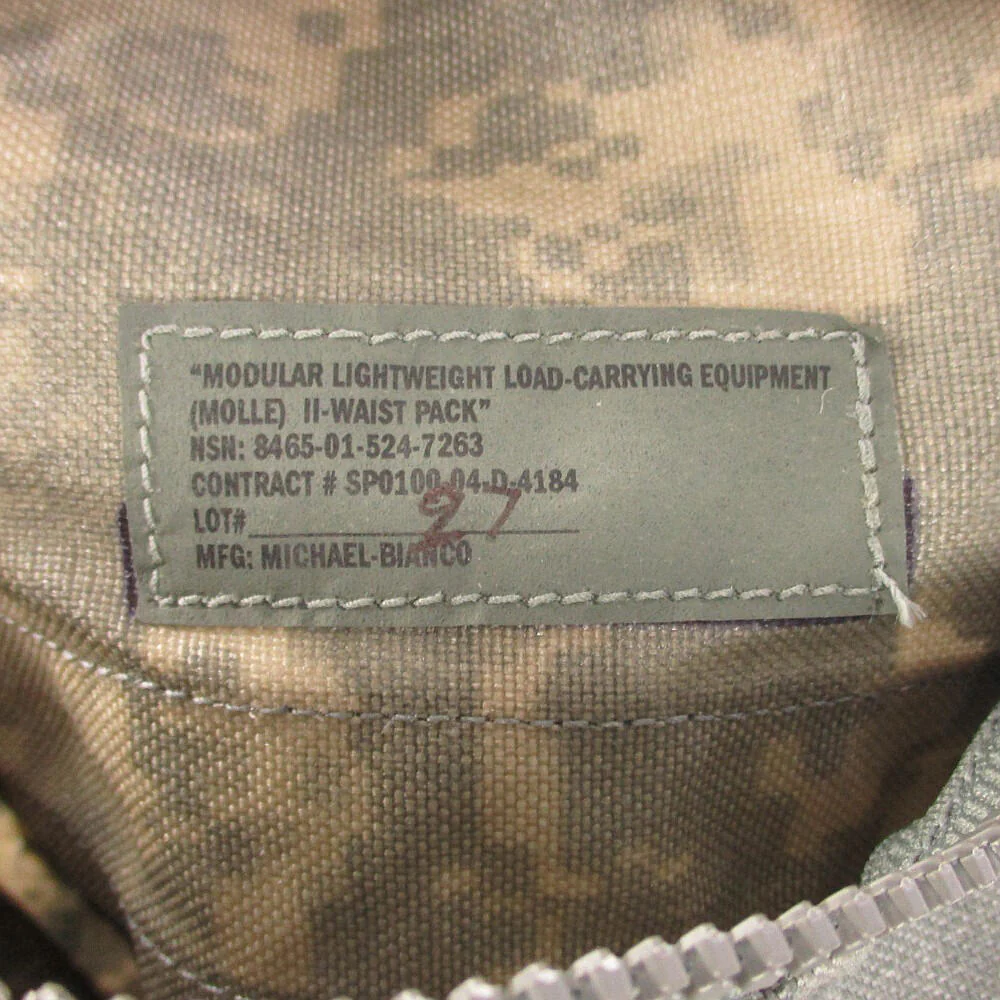 “MODULAR LIGHTWEIGHT LOAD-CARRYING EQUIPMENT
(MOLLE) II-WAIST PACK”
NSN: 8465-01-524-7263
CONTRACT # SP0100-04-D-4184
LOT# 27
MFG: MICHAEL-BIANCO